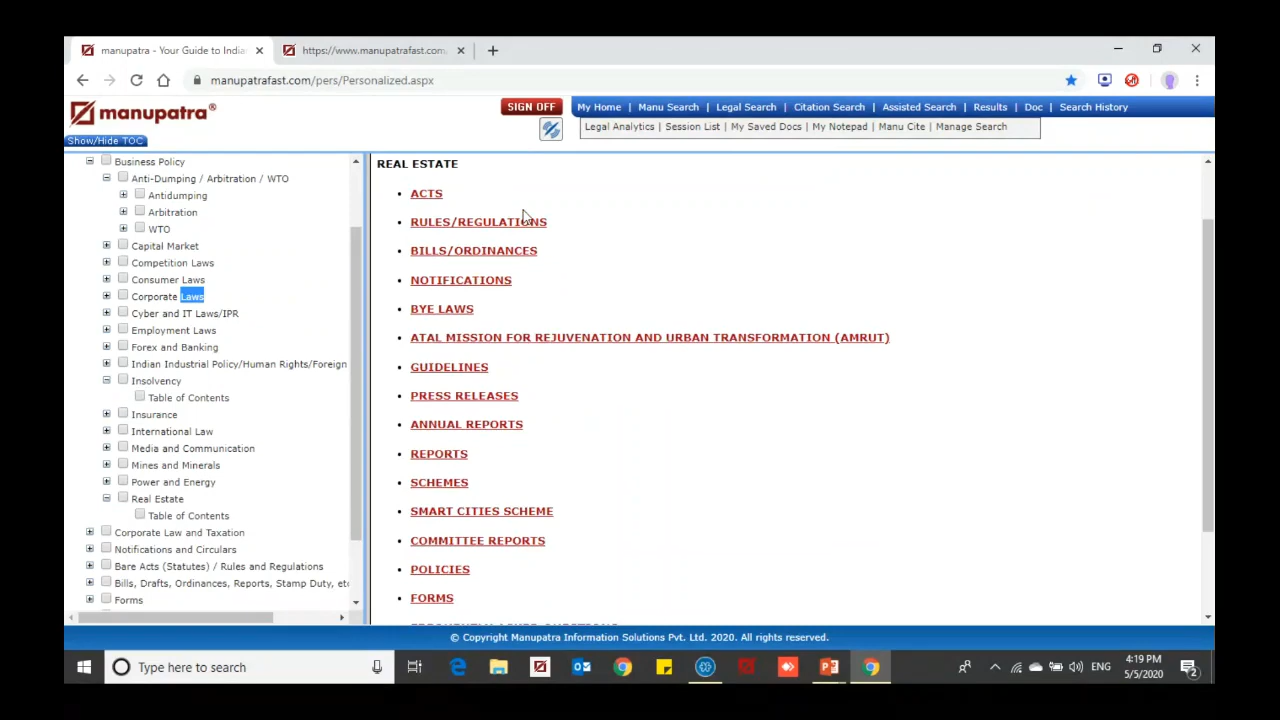 manupatra - Your Guide to India
https://www.manupatrafast.com
manupatrafast.com/pers/Personalized.aspx
manupatra®
SIGN OFF
My Home | Manu Search | Legal Search | Citation Search | Assisted Search | Results | Doc | Search History
Legal Analytics | Session List | My Saved Docs | My Notepad | Manu Cite | Manage Search
Show/Hide TOC
Business Policy
Anti-Dumping / Arbitration / WTO
Antidumping
Arbitration
WTO
Capital Market
Competition Laws
Consumer Laws
Corporate Laws
Cyber and IT Laws/IPR
Employment Laws
Forex and Banking
Indian Industrial Policy/Human Rights/Foreign
Insolvency
Table of Contents
Insurance
International Law
Media and Communication
Mines and Minerals
Power and Energy
Real Estate
Table of Contents
Corporate Law and Taxation
Notifications and Circulars
Bare Acts (Statutes) / Rules and Regulations
Bills, Drafts, Ordinances, Reports, Stamp Duty, etc
Forms
REAL ESTATE
• ACTS
• RULES/REGULATIONS
• BILLS/ORDINANCES
• NOTIFICATIONS
• BYE LAWS
• ATAL MISSION FOR REJUVENATION AND URBAN TRANSFORMATION (AMRUT)
• GUIDELINES
• PRESS RELEASES
• ANNUAL REPORTS
• REPORTS
• SCHEMES
• SMART CITIES SCHEME
• COMMITTEE REPORTS
• POLICIES
• FORMS
© Copyright Manupatra Information Solutions Pvt. Ltd. 2020. All rights reserved.
Type here to search
ENG
4:19 PM
5/5/2020
2